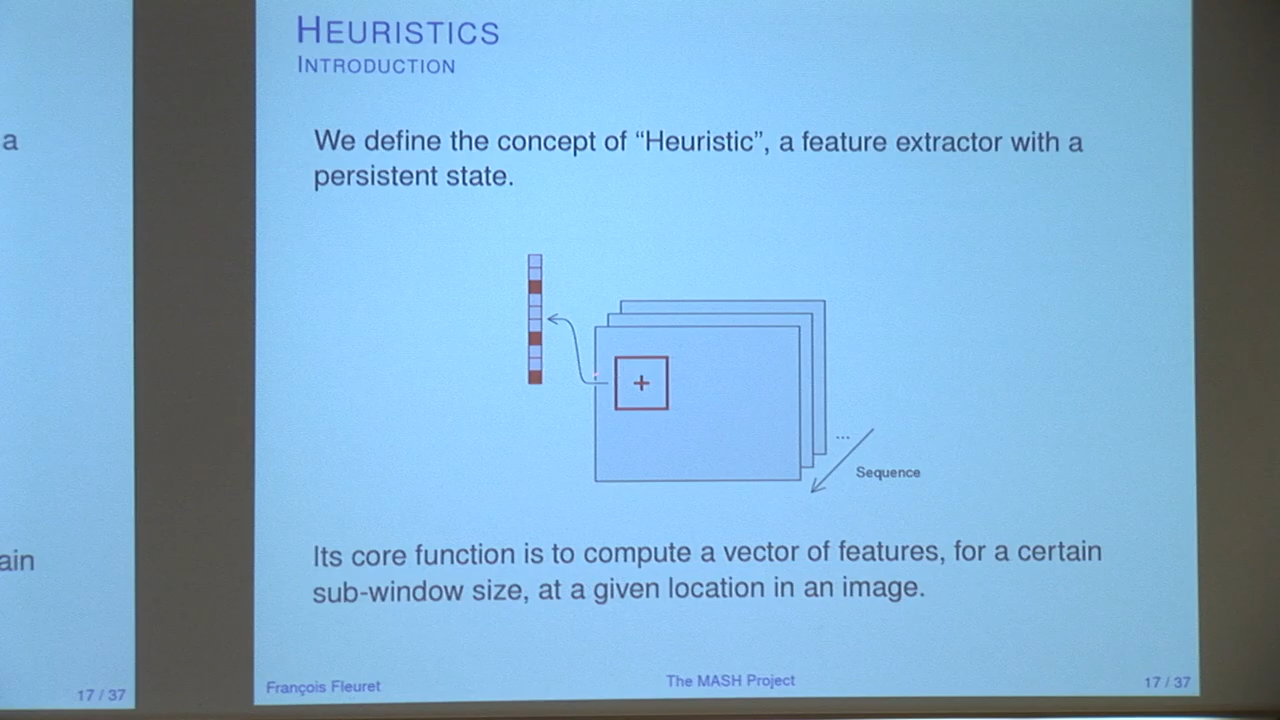 HEURISTICS
INTRODUCTION
a
We define the concept of “Heuristic”, a feature extractor with a
persistent state.
...
Sequence
ain
Its core function is to compute a vector of features, for a certain
sub-window size, at a given location in an image.
17 / 37
François Fleuret
The MASH Project
17 / 37